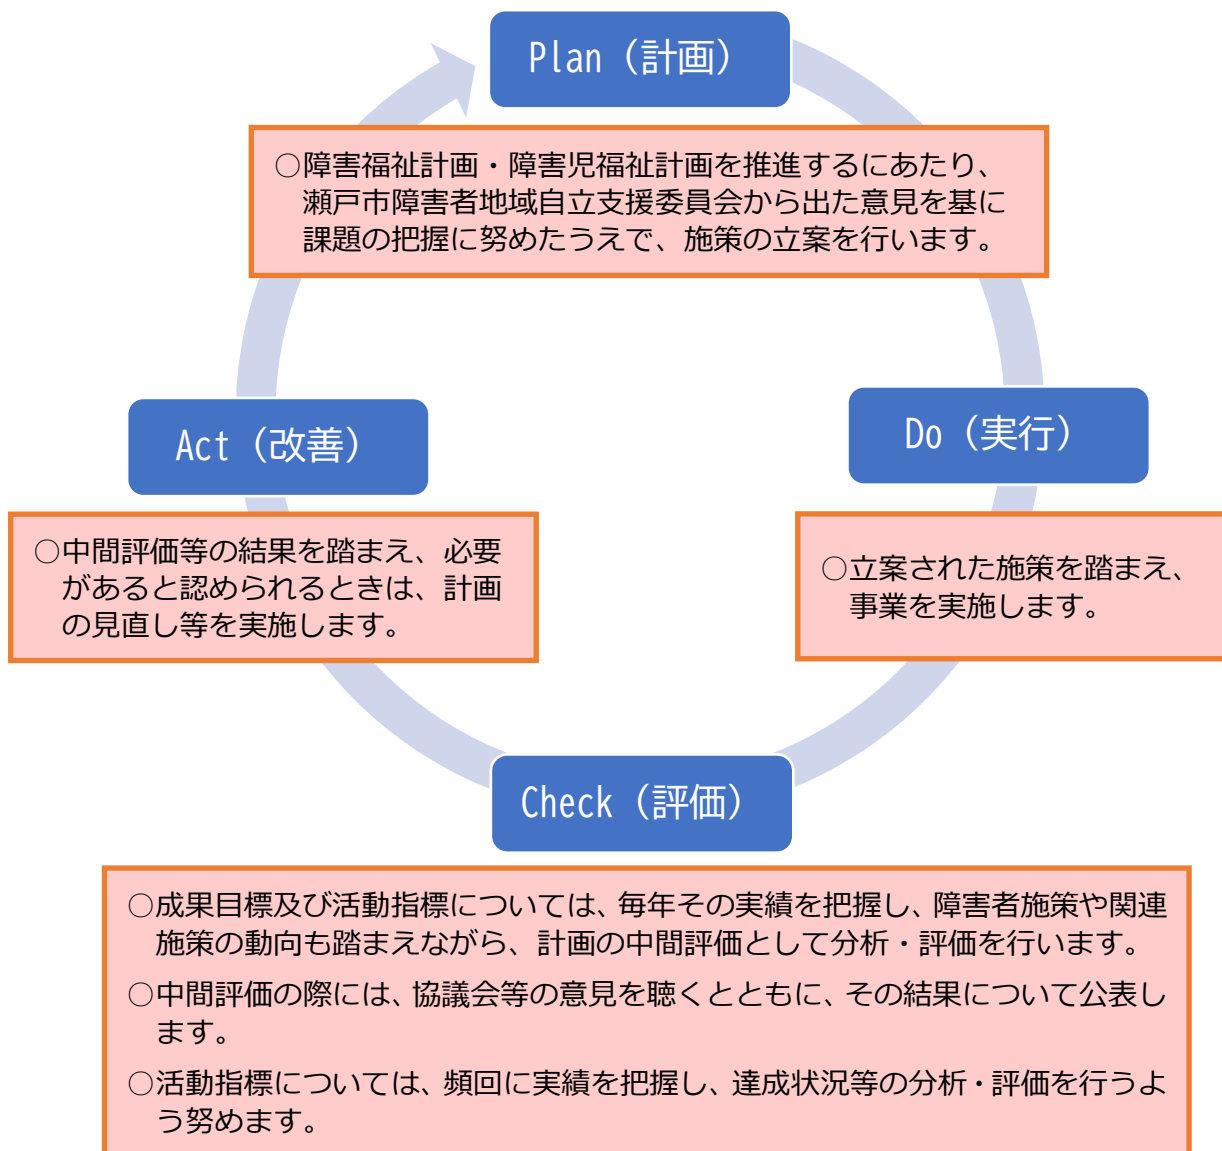 Plan（計画）
○障害福祉計画・障害児福祉計画を推進するにあたり、
瀬戸市障害者地域自立支援委員会から出た意見を基に
課題の把握に努めたうえで、施策の立案を行います。
Act（改善）
○中間評価等の結果を踏まえ、必要
があると認められるときは、計画
の見直し等を実施します。
Do（実行）
○立案された施策を踏まえ、
事業を実施します。
Check（評価）
○成果目標及び活動指標については、毎年その実績を把握し、障害者施策や関連
施策の動向も踏まえながら、計画の中間評価として分析・評価を行います。
○中間評価の際には、協議会等の意見を聴くとともに、その結果について公表し
ます。
○活動指標については、頻回に実績を把握し、達成状況等の分析・評価を行うよ
う努めます。